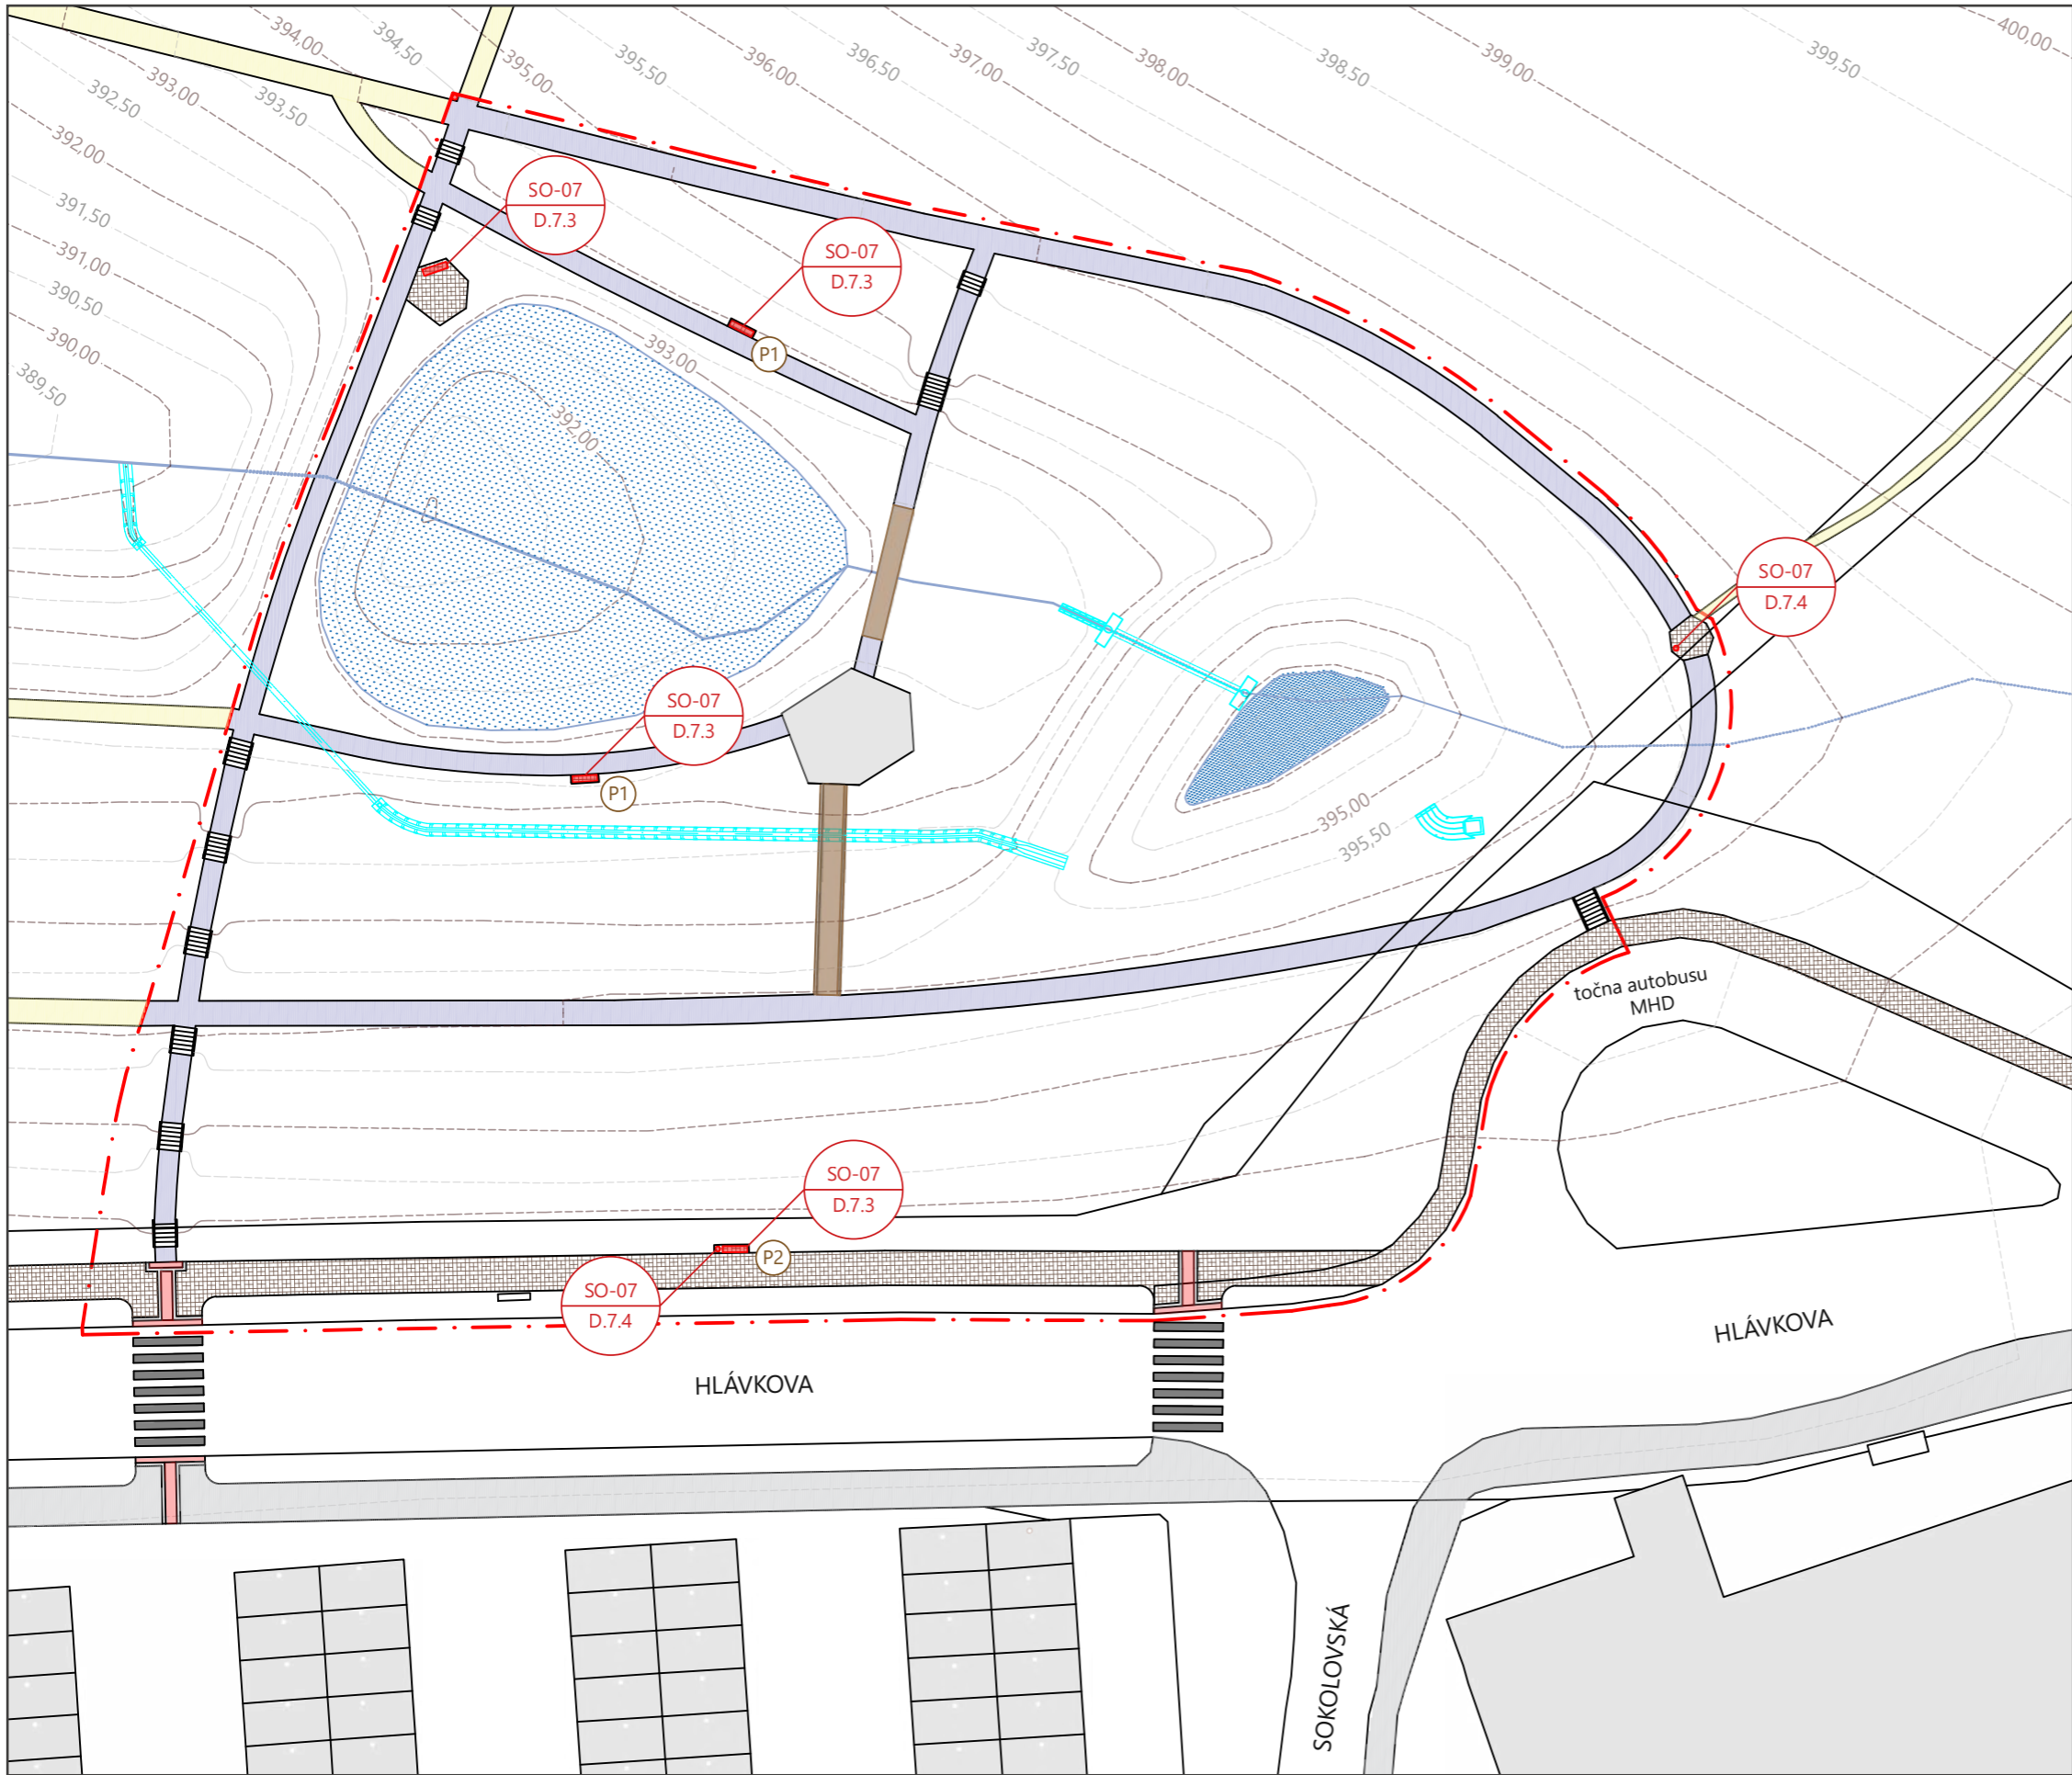 394,00
394,50
395,00
395,50
396,00
396,50
397,00
397,50
398,00
398,50
399,00
399,50
400,00
393,00
392,50
393,50
392,00
391,50
391,00
390,50
390,00
389,50
SO-07
D.7.3
SO-07
D.7.3
P1
393,00
392,00
SO-07
D.7.4
SO-07
D.7.3
P1
395,00
395,50
točna autobusu
MHD
SO-07
D.7.3
P2
SO-07
D.7.4
HLÁVKOVA
HLÁVKOVA
SOKOLOVSKÁ